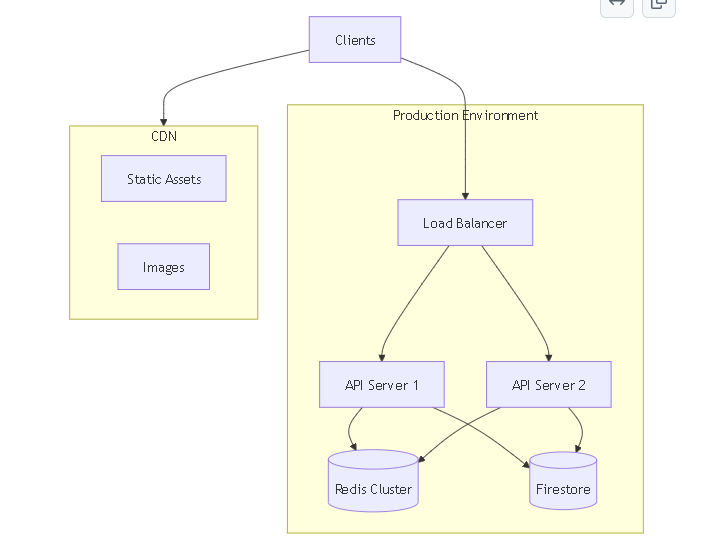 Clients
Production Environment
CDN
Static Assets
Load Balancer
Images
API Server 1
API Server 2
Redis Cluster
Firestore